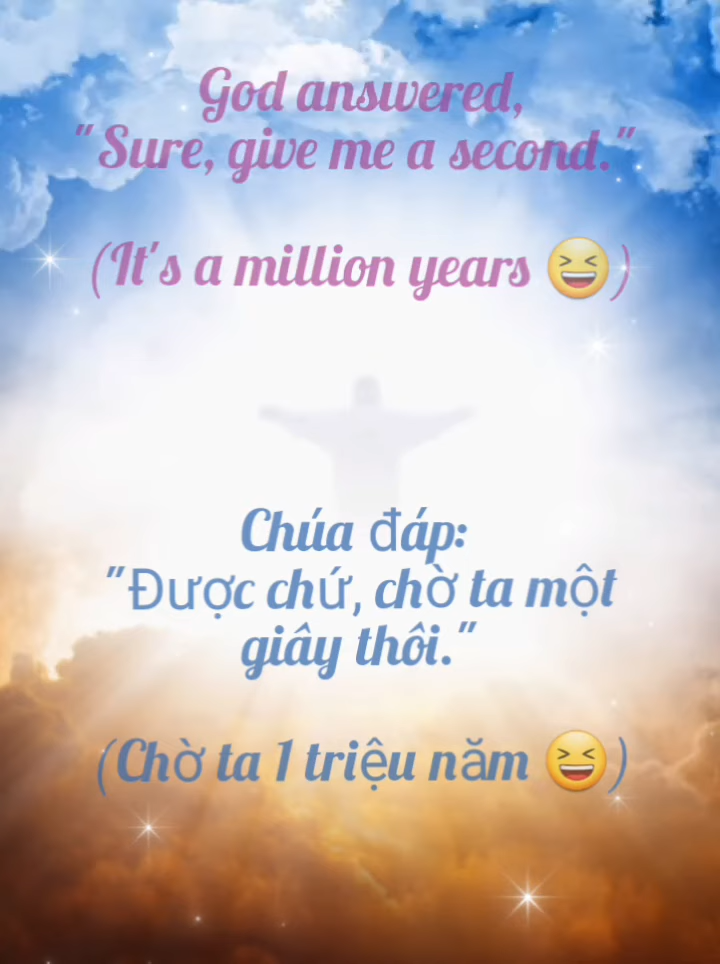 God answered,
"Sure, give me a second."
(It's a million years 😆)
Chúa đáp:
"Được chứ, chờ ta một
giây thôi."
(Chờ ta 1 triệu năm 😆)